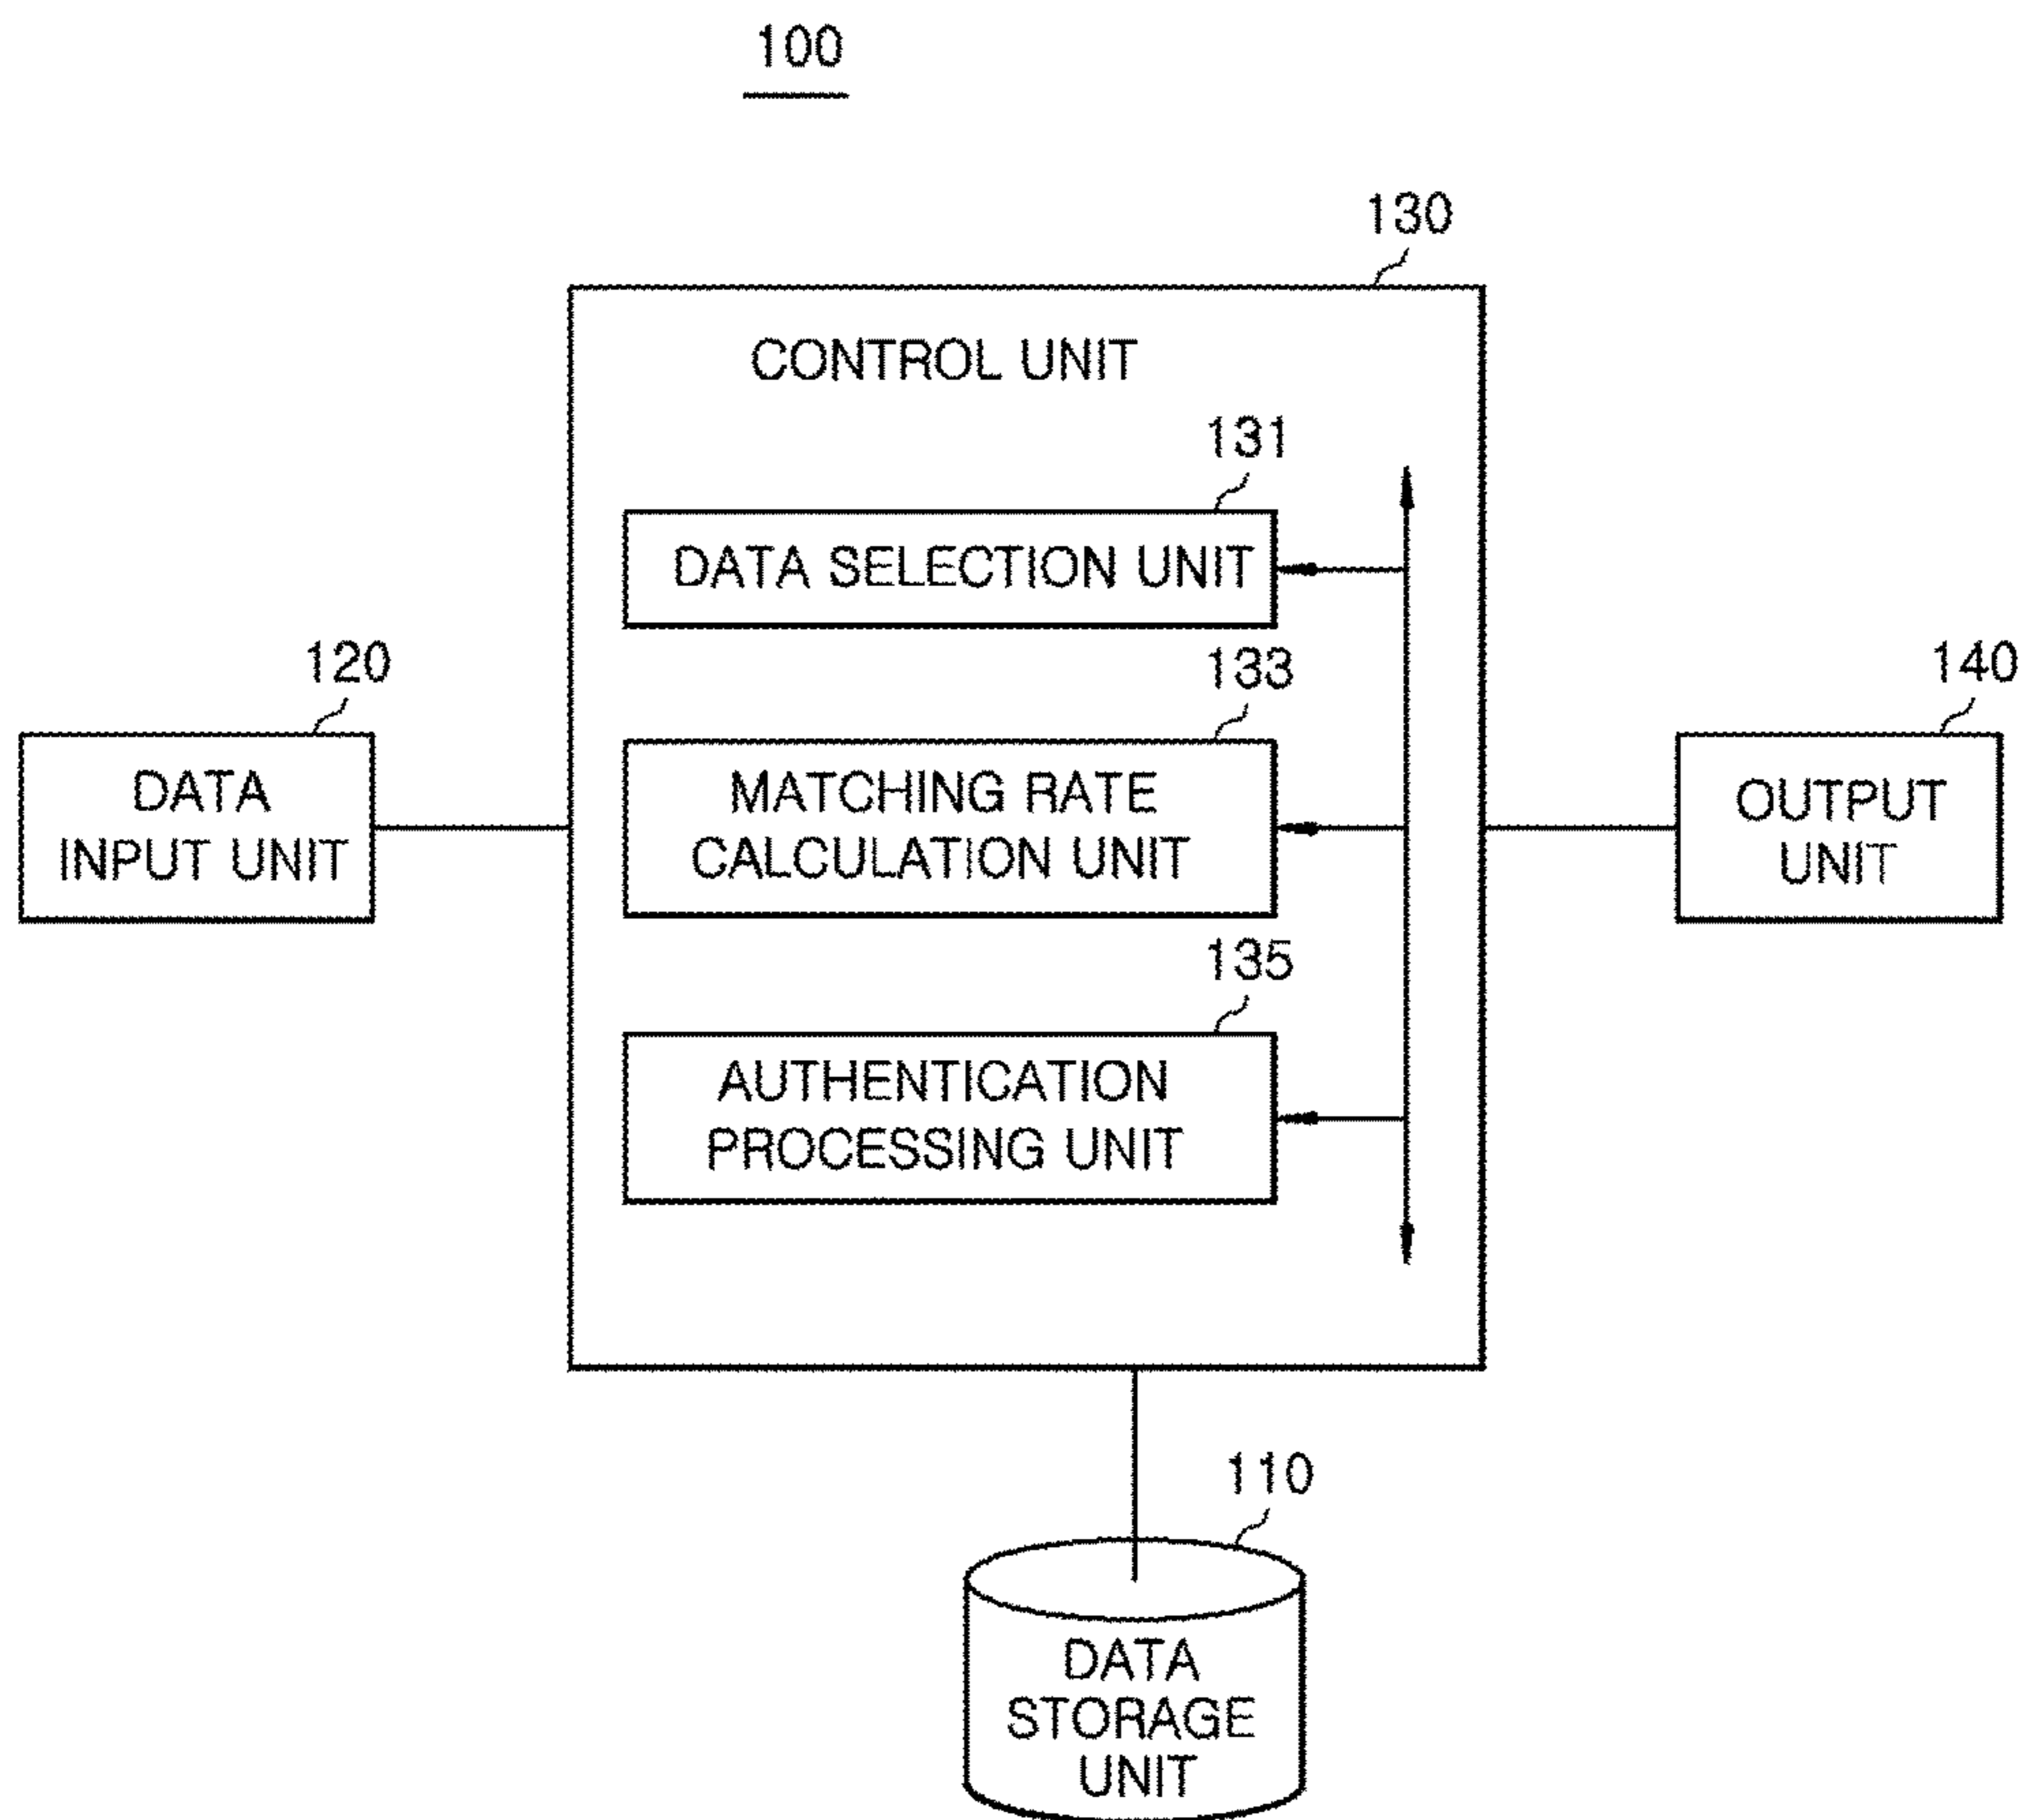 100
130
CONTROL UNIT
131
DATA SELECTION UNIT
120
DATA
INPUT UNIT
133
MATCHING RATE
CALCULATION UNIT
140
OUTPUT
UNIT
135
AUTHENTICATION
PROCESSING UNIT
110
DATA
STORAGE
UNIT